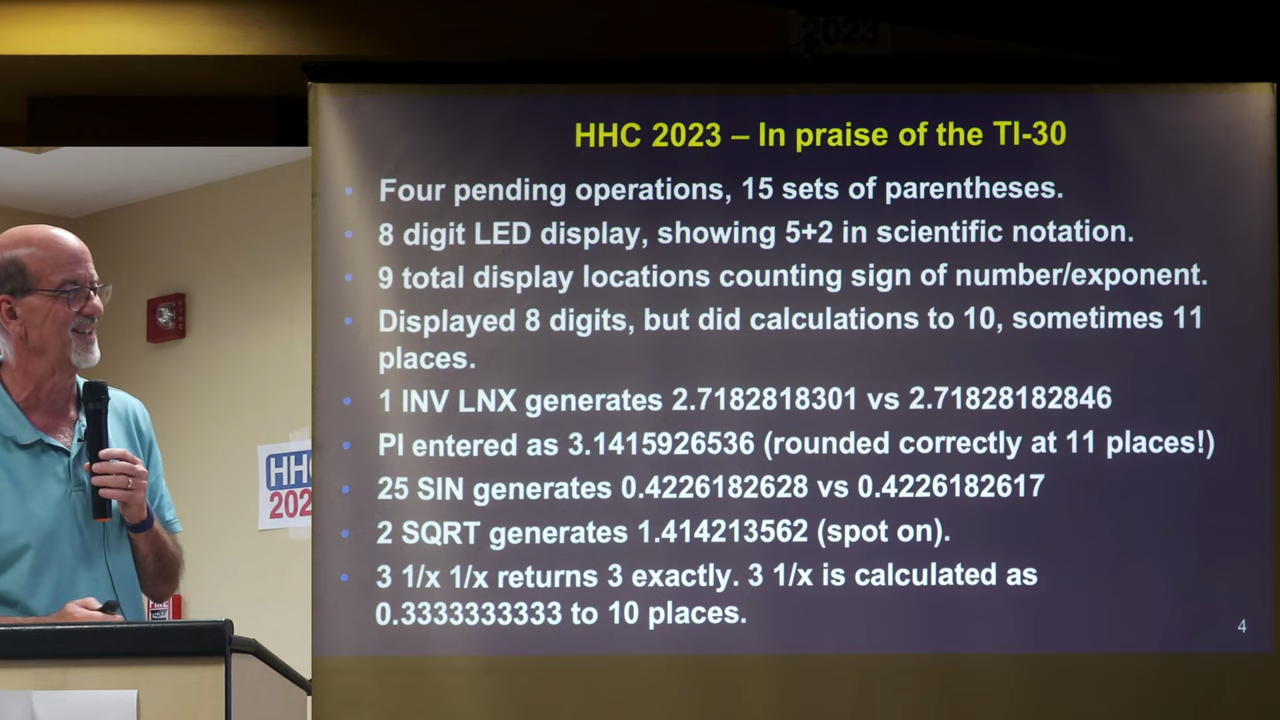 2023
HHC 2023 – In praise of the TI-30
• Four pending operations, 15 sets of parentheses.
• 8 digit LED display, showing 5+2 in scientific notation.
• 9 total display locations counting sign of number/exponent.
• Displayed 8 digits, but did calculations to 10, sometimes 11
places.
• 1 INV LNX generates 2.7182818301 vs 2.71828182846
• PI entered as 3.1415926536 (rounded correctly at 11 places!)
• 25 SIN generates 0.4226182628 vs 0.4226182617
• 2 SQRT generates 1.414213562 (spot on).
• 3 1/x 1/x returns 3 exactly. 3 1/x is calculated as
0.3333333333 to 10 places.
4
HHC
202
FIRE